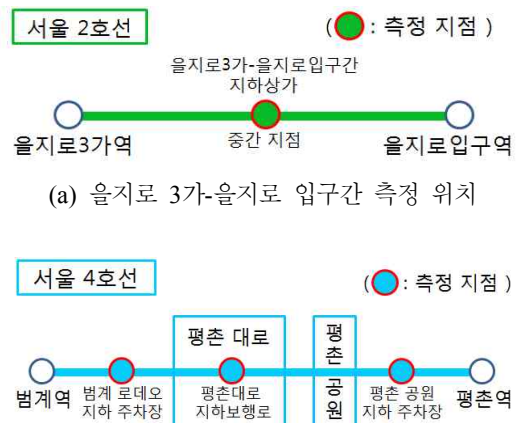 서울 2호선
( : 측정 지점 )
을지로3가-을지로입구간
지하상가
을지로3가역
중간 지점
을지로입구역
(a) 을지로 3가-을지로 입구간 측정 위치
서울 4호선
( : 측정 지점 )
평촌 대로
평촌 공원
범계역
범계 로데오
지하 주차장
평촌대로
지하보행로
평촌 공원
지하 주차장
평촌역